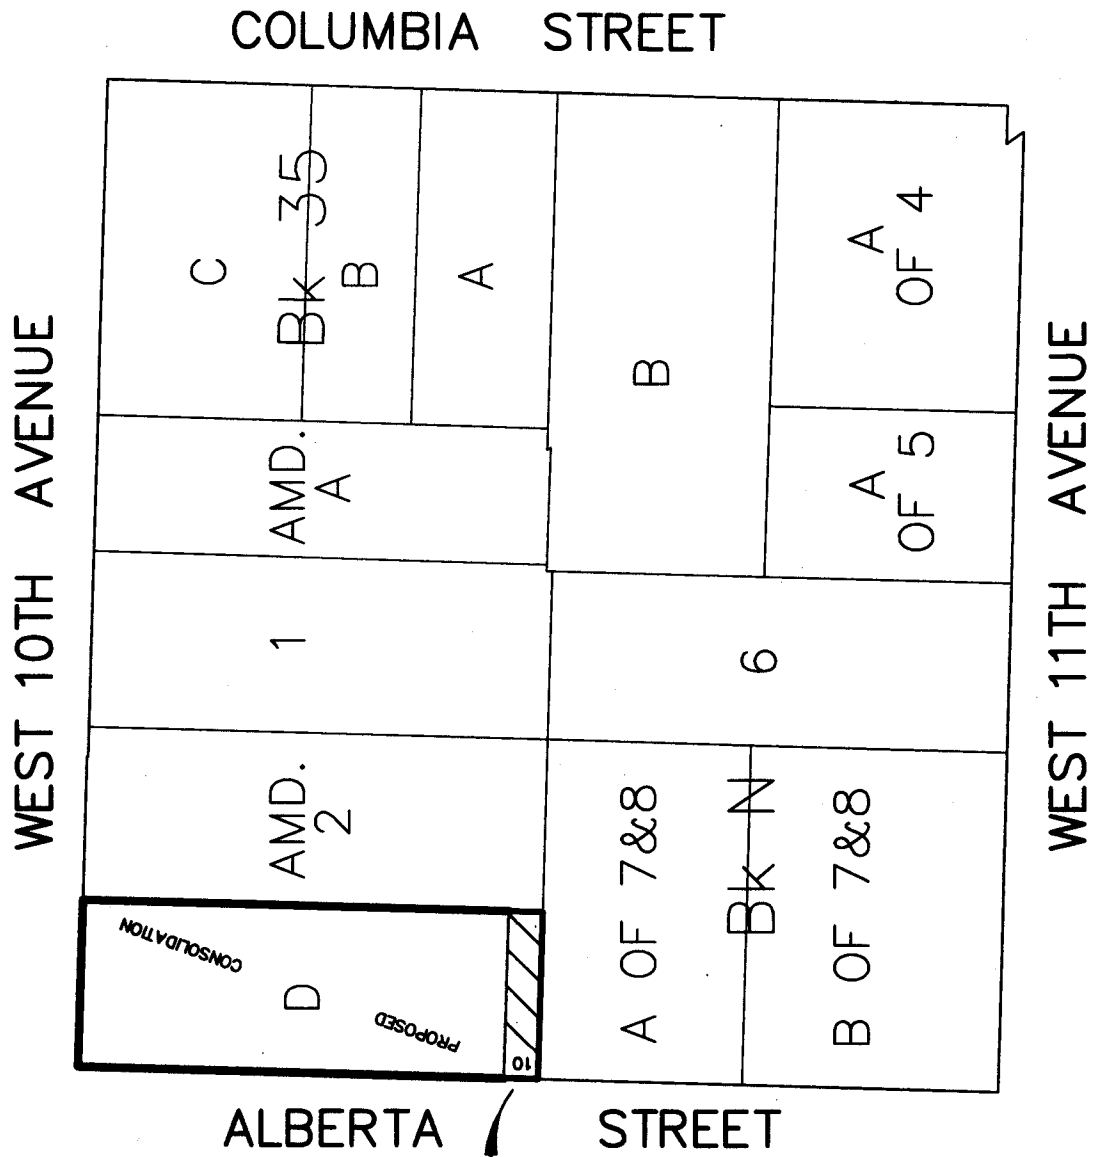 COLUMBIA STREET
WEST 10TH AVENUE
WEST 11TH AVENUE
C
Bk 35
B
A
B
A
OF 4
A
OF 5
AMD.
A
1
6
AMD.
2
A OF 7&8
Bk N
B OF 7&8
PROPOSED
CONSOLIDATION
D
10
ALBERTA STREET